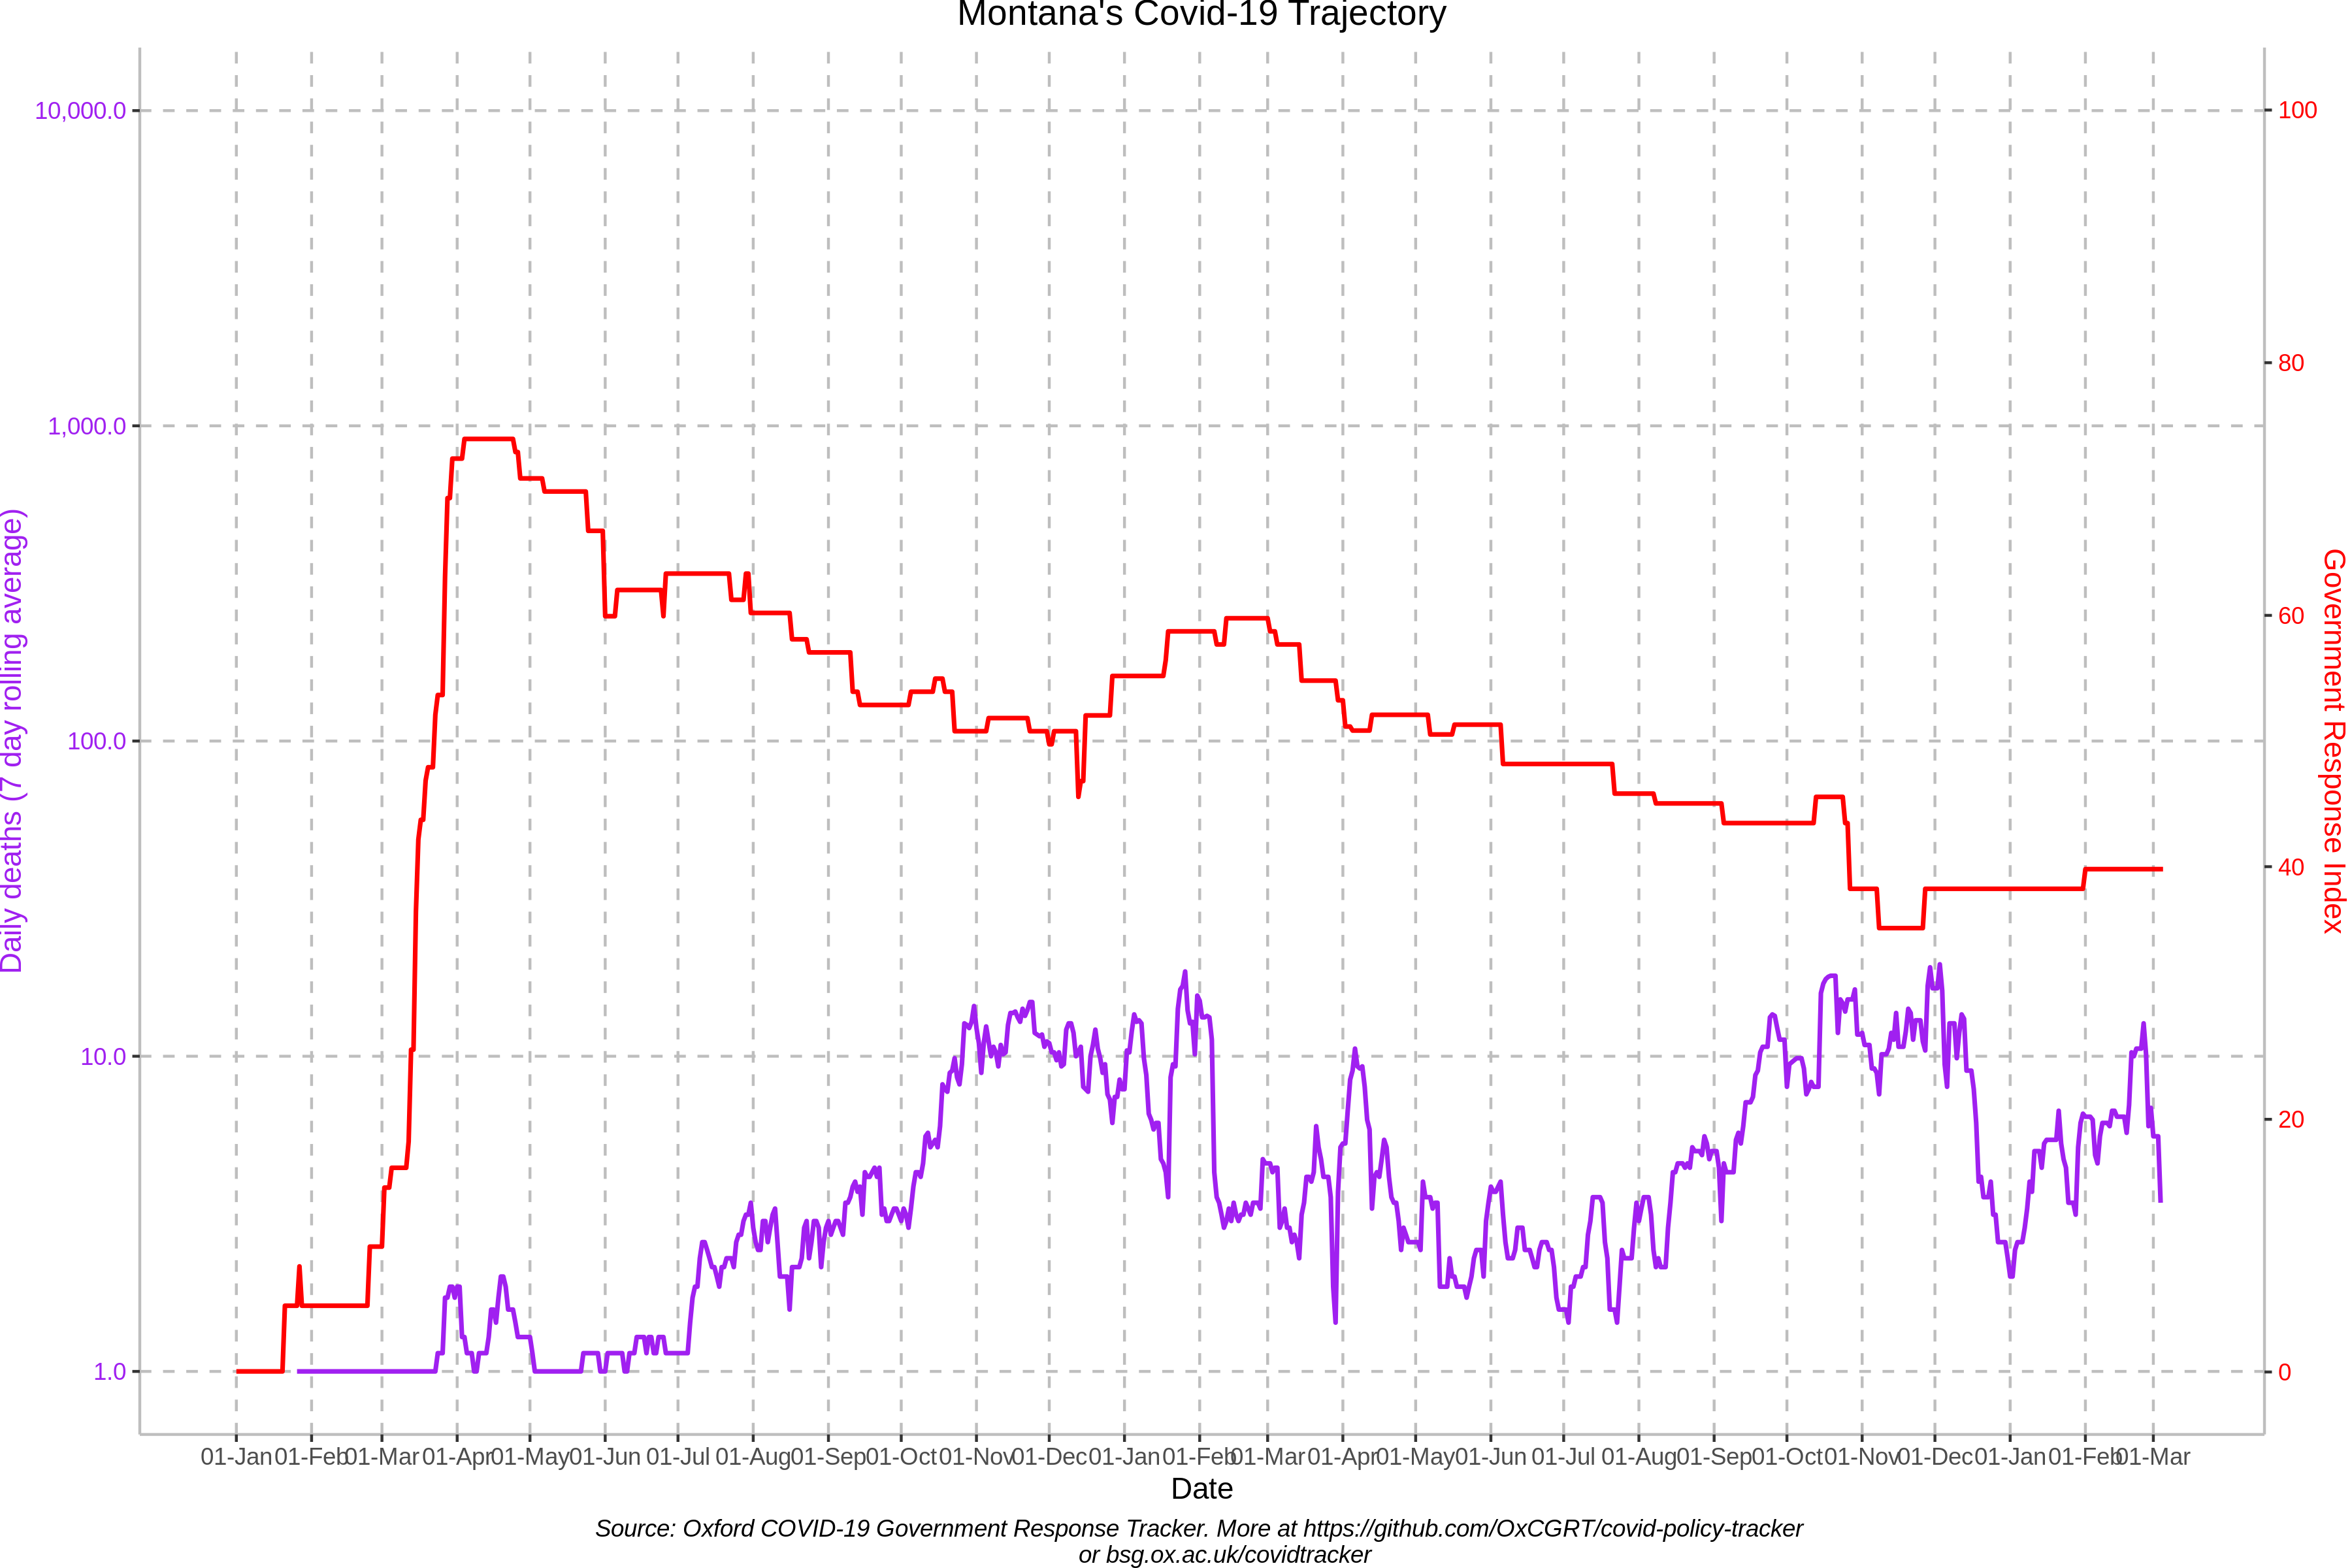 Montana's Covid-19 Trajectory
10,000.0
1,000.0
100.0
10.0
1.0
Daily deaths (7 day rolling average)
100
80
60
40
20
0
Government Response Index
01-Jan 01-Feb 01-Mar 01-Apr 01-May 01-Jun 01-Jul 01-Aug 01-Sep 01-Oct 01-Nov 01-Dec 01-Jan 01-Feb 01-Mar 01-Apr 01-May 01-Jun 01-Jul 01-Aug 01-Sep 01-Oct 01-Nov 01-Dec 01-Jan 01-Feb 01-Mar
Date
Source: Oxford COVID-19 Government Response Tracker. More at https://github.com/OxCGRT/covid-policy-tracker
or bsg.ox.ac.uk/covidtracker